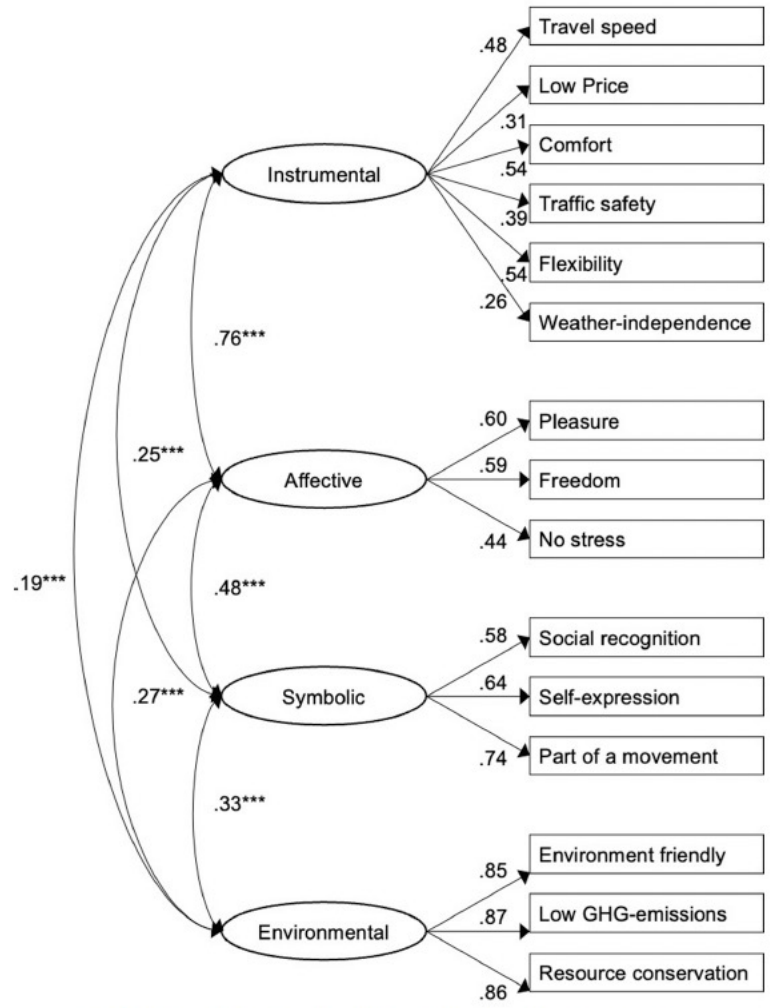 Travel speed
.48
Low Price
.31
Comfort
.54
Instrumental
Traffic safety
.39
Flexibility
.54
.26
Weather-independence
.76***
.60
Pleasure
.25***
.59
Affective
Freedom
.44
No stress
.19***
.48***
.58
Social recognition
.64
.27***
Symbolic
Self-expression
.74
Part of a movement
.33***
.85
Environment friendly
.87
Low GHG-emissions
Environmental
Resource conservation
.86